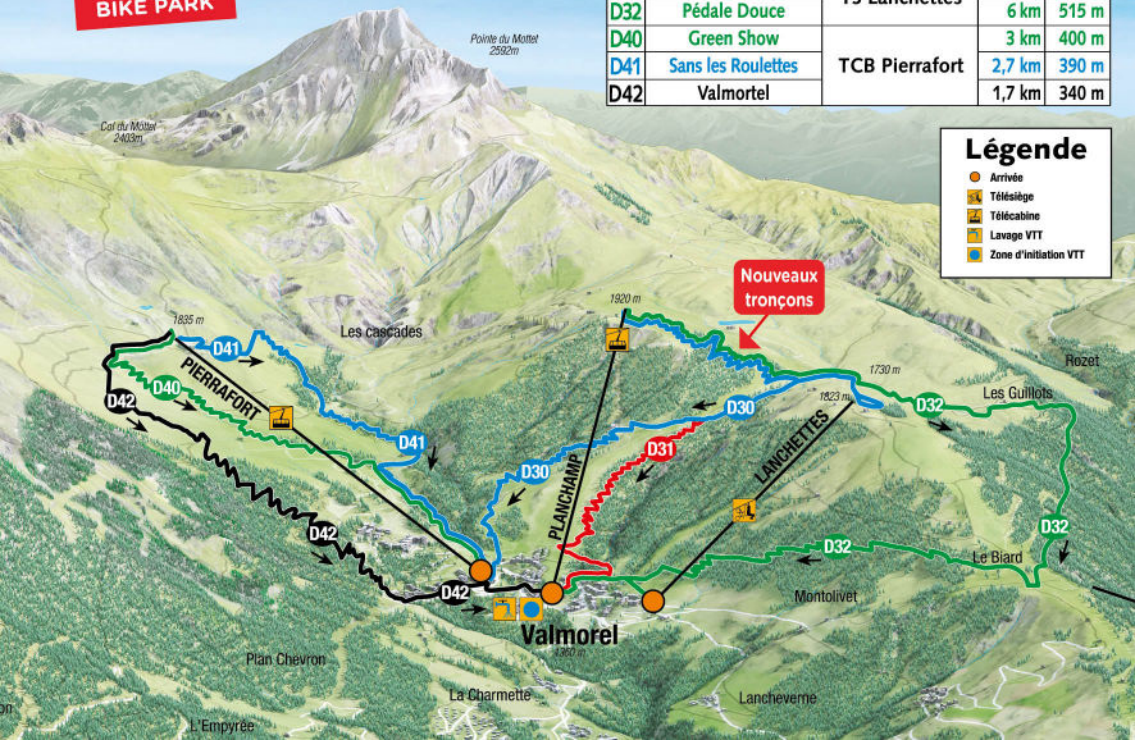 BIKE PARK
D32 Pédale Douce 6 km 515 m
D40 Green Show 3 km 400 m
D41 Sans les Roulettes TCB Pierrafort 2,7 km 390 m
D42 Valmortel 1,7 km 340 m
Pointe du Mottet
2592m
Col du Mottet
2403m
Légende
Arrivée
Télésiège
Télécabine
Lavage VTT
Zone d'initiation VTT
Nouveaux
tronçons
1920 m
1835 m
Les cascades
D41
PIERRAFORT
D40
D42
D41
D42
D42
D30
D30
D31
PLANCHAMP
LANCHETTES
1823 m
1730 m
Rozet
Les Guillots
D32
D32
D32
Le Biard
Montolivet
Valmorel
1360 m
Plan Chevron
La Charmette
Lancheverne
L'Empyrée